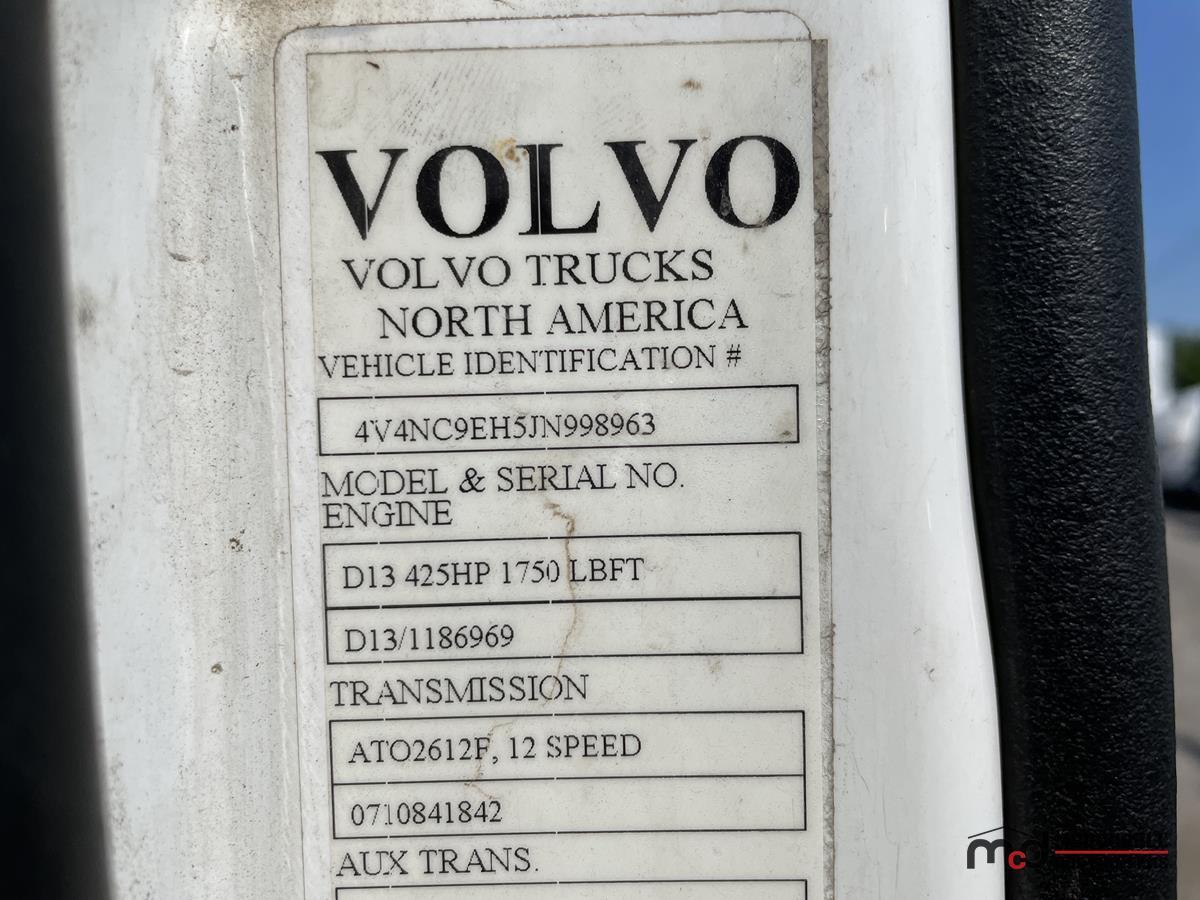 VOLVO
VOLVO TRUCKS
NORTH AMERICA
VEHICLE IDENTIFICATION #
4V4NC9EH5JN998963
MODEL & SERIAL NO.
ENGINE
D13 425HP 1750 LBFT
D13/1186969
TRANSMISSION
ATO2612F, 12 SPEED
0710841842
AUX TRANS.
mcd